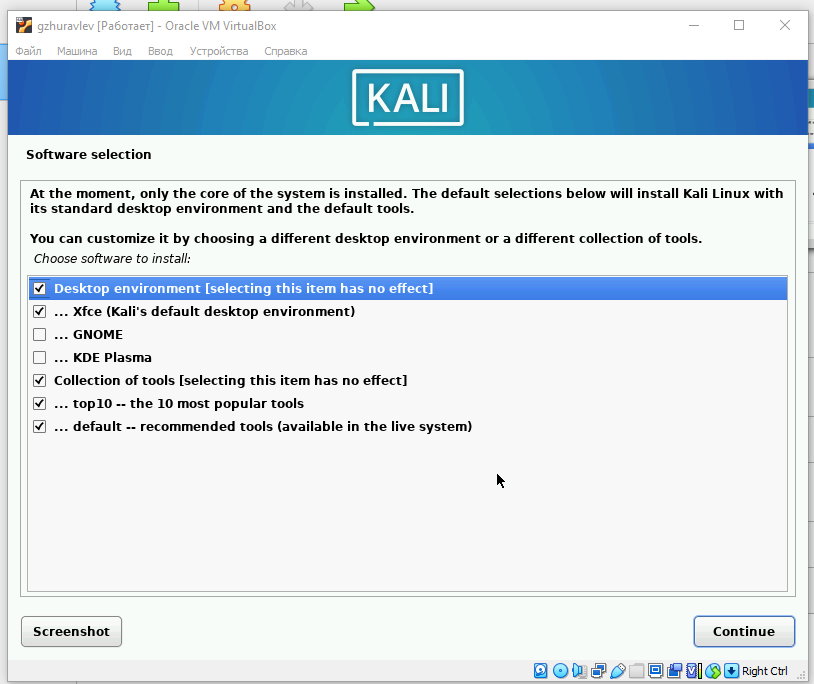 gzhuravlev [Работает] - Oracle VM VirtualBox
Файл Машина Вид Ввод Устройства Справка
KALI
Software selection
At the moment, only the core of the system is installed. The default selections below will install Kali Linux with
its standard desktop environment and the default tools.
You can customize it by choosing a different desktop environment or a different collection of tools.
Choose software to install:
Desktop environment [selecting this item has no effect]
... Xfce (Kali's default desktop environment)
... GNOME
... KDE Plasma
Collection of tools [selecting this item has no effect]
... top10 -- the 10 most popular tools
... default -- recommended tools (available in the live system)
Screenshot Continue
Right Ctrl